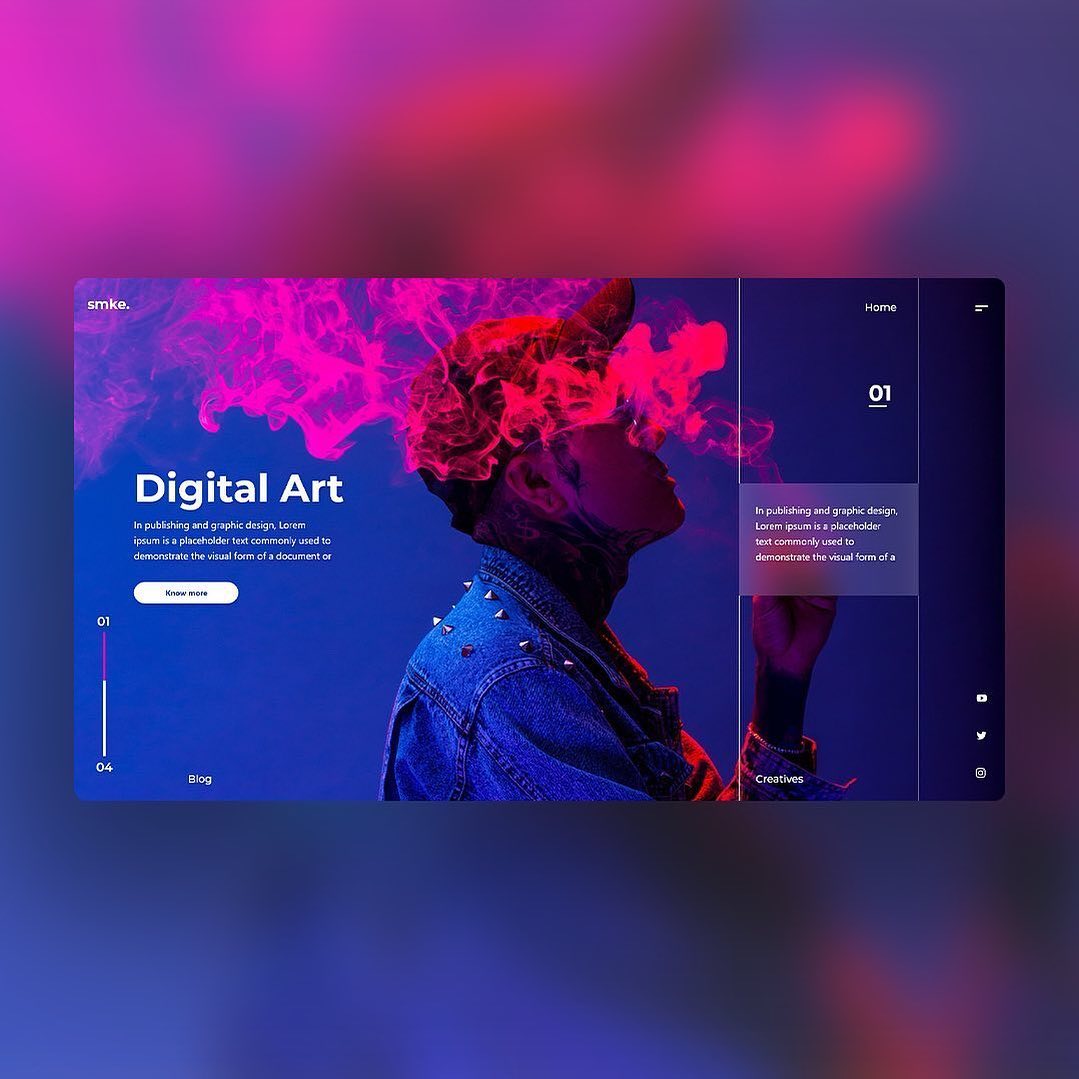 smke.
Home
01
Digital Art
In publishing and graphic design, Lorem
ipsum is a placeholder text commonly used to
demonstrate the visual form of a document or
Know more
In publishing and graphic design,
Lorem ipsum is a placeholder
text commonly used to
demonstrate the visual form of a
01
04
Blog
Creatives